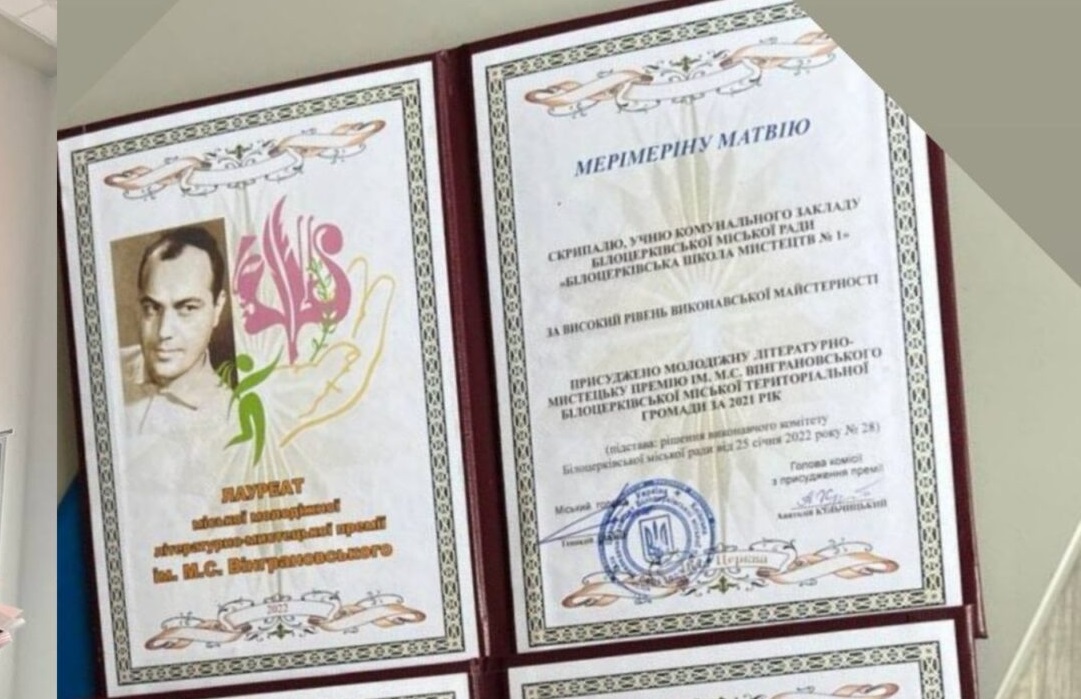 ЛАУРЕАТ
міської молодіжної
літературно-мистецької премії
ім. М.С. Вінграновського
2022
МЕРІМЕРІНУ МАТВІЮ
СКРИПАЛЮ, УЧНЮ КОМУНАЛЬНОГО ЗАКЛАДУ
БІЛОЦЕРКІВСЬКОЇ МІСЬКОЇ РАДИ
«БІЛОЦЕРКІВСЬКА ШКОЛА МИСТЕЦТВ № 1»
ЗА ВИСОКИЙ РІВЕНЬ ВИКОНАВСЬКОЇ МАЙСТЕРНОСТІ
ПРИСУДЖЕНО МОЛОДІЖНУ ЛІТЕРАТУРНО-
МИСТЕЦЬКУ ПРЕМІЮ ІМ. М.С. ВІНГРАНОВСЬКОГО
БІЛОЦЕРКІВСЬКОЇ МІСЬКОЇ ТЕРИТОРІАЛЬНОЇ
ГРОМАДИ ЗА 2021 РІК
(підстава: рішення виконавчого комітету
Білоцерківської міської ради від 25 січня 2022 року № 28)
Міський голова
Голова комісії
з присудження премії
Україна
Церква